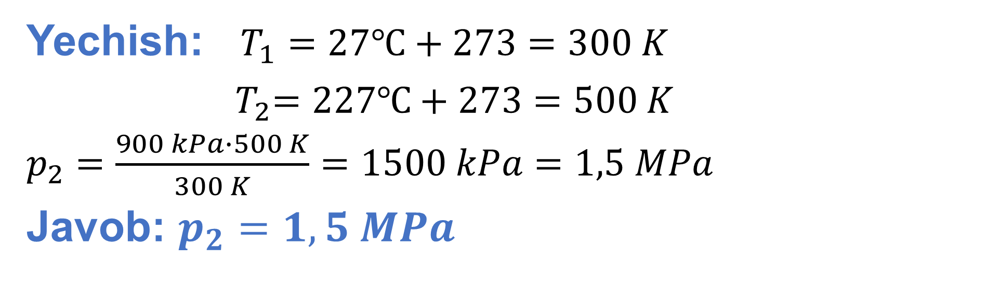 Yechish: T₁ = 27°C + 273 = 300 K
T₂= 227°C + 273 = 500 K
p₂ = (900 kPa·500 K)/(300 K) = 1500 kPa = 1,5 MPa
Javob: p₂ = 1, 5 MPa